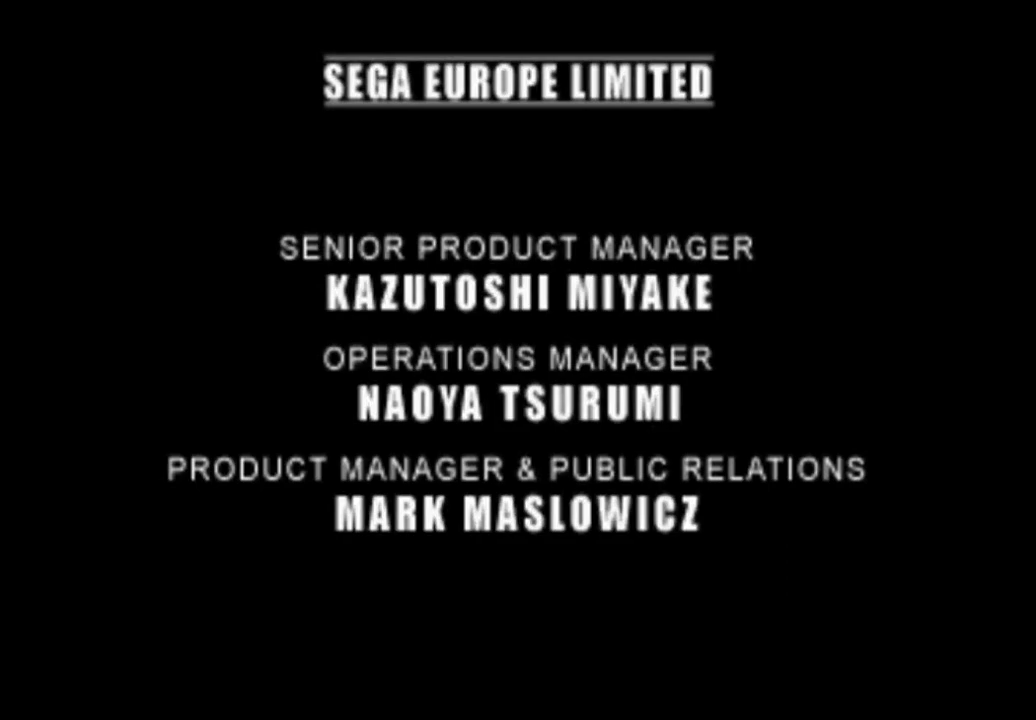 SEGA EUROPE LIMITED
SENIOR PRODUCT MANAGER
KAZUTOSHI MIYAKE
OPERATIONS MANAGER
NAOYA TSURUMI
PRODUCT MANAGER & PUBLIC RELATIONS
MARK MASLOWICZ